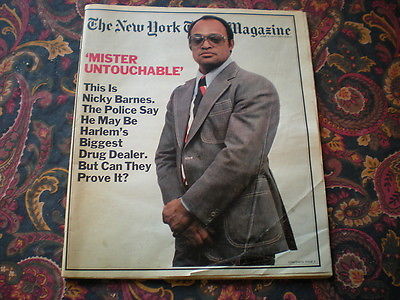 The New York Magazine
'MISTER
UNTOUCHABLE'
This Is
Nicky Barnes.
The Police Say
He May Be
Harlem's
Biggest
Drug Dealer.
But Can They
Prove It?